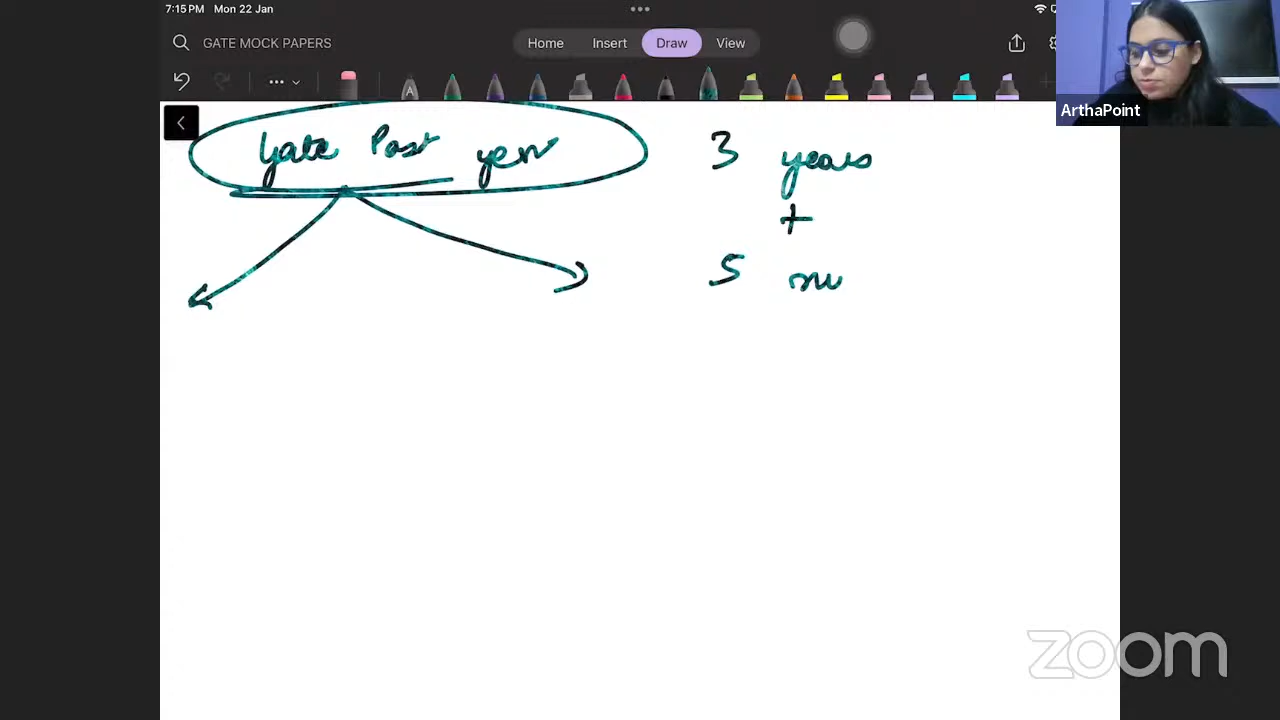 7:15 PM Mon 22 Jan
GATE MOCK PAPERS
Home Insert Draw View
A
ArthaPoint
Gate Past year 3 years
+
5
zoom